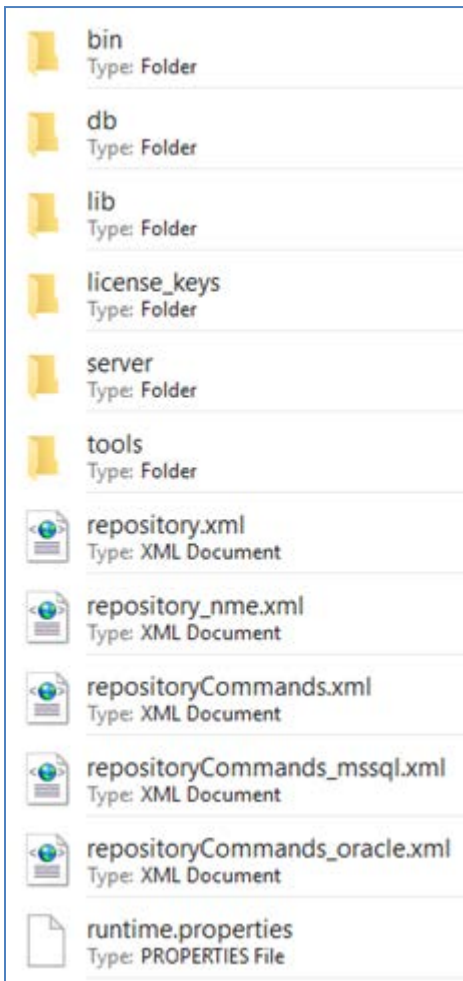 bin
Type: Folder
db
Type: Folder
lib
Type: Folder
license_keys
Type: Folder
server
Type: Folder
tools
Type: Folder
repository.xml
Type: XML Document
repository_nme.xml
Type: XML Document
repositoryCommands.xml
Type: XML Document
repositoryCommands_mssql.xml
Type: XML Document
repositoryCommands_oracle.xml
Type: XML Document
runtime.properties
Type: PROPERTIES File